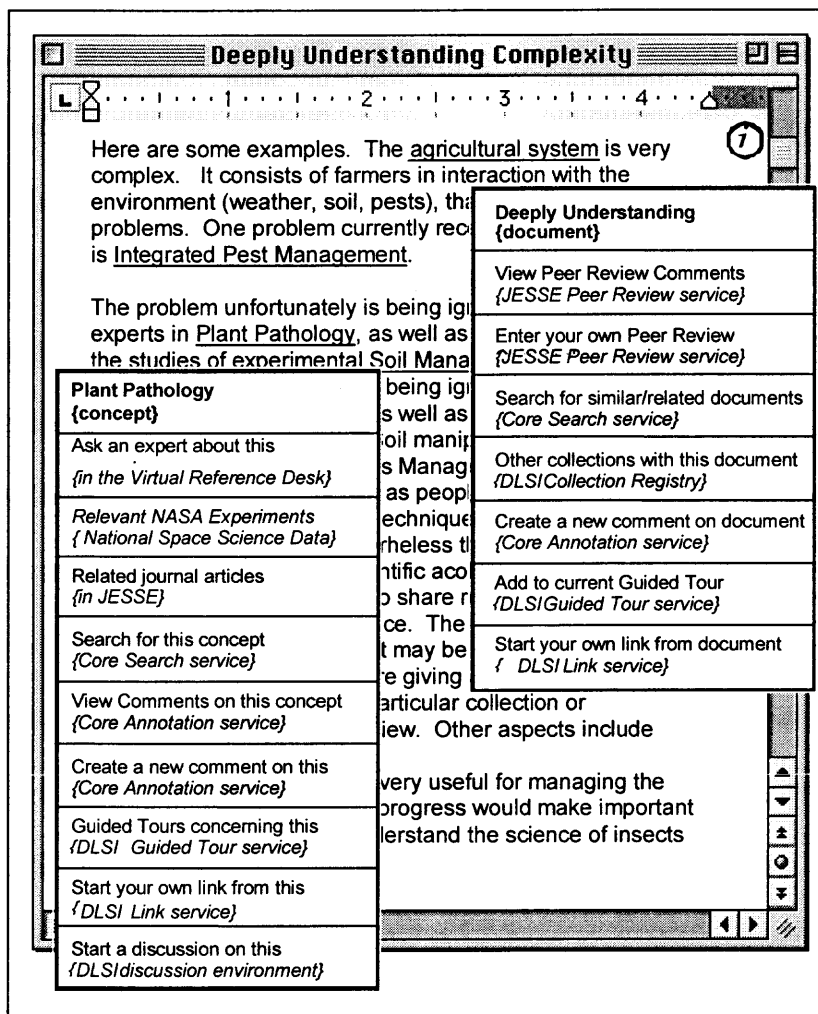 Deeply Understanding Complexity
1 2 3 4
Here are some examples. The agricultural system is very
complex. It consists of farmers in interaction with the
environment (weather, soil, pests), tha
problems. One problem currently rec
is Integrated Pest Management.
The problem unfortunately is being ig
experts in Plant Pathology, as well as
the studies of experimental Soil Mana
being ig
s well as
oil manip
s Manag
as peop
echnique
rheless t
ntific aco
o share r
ce. The
t may be
re giving
articular collection or
iew. Other aspects include
very useful for managing the
progress would make important
lerstand the science of insects
7
Deeply Understanding
{document}
View Peer Review Comments
{JESSE Peer Review service}
Enter your own Peer Review
{JESSE Peer Review service}
Search for similar/related documents
{Core Search service}
Other collections with this document
{DLSICollection Registry}
Create a new comment on document
{Core Annotation service}
Add to current Guided Tour
{DLSIGuided Tour service}
Start your own link from document
{ DLSI Link service}
Plant Pathology
{concept}
Ask an expert about this
{in the Virtual Reference Desk}
Relevant NASA Experiments
{ National Space Science Data}
Related journal articles
{in JESSE}
Search for this concept
{Core Search service}
View Comments on this concept
{Core Annotation service}
Create a new comment on this
{Core Annotation service}
Guided Tours concerning this
{DLSI Guided Tour service}
Start your own link from this
{DLSI Link service}
Start a discussion on this
{DLSIdiscussion environment}